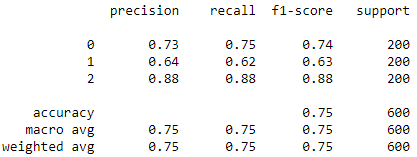 precision recall f1-score support
0 0.73 0.75 0.74 200
1 0.64 0.62 0.63 200
2 0.88 0.88 0.88 200
accuracy 0.75 600
macro avg 0.75 0.75 0.75 600
weighted avg 0.75 0.75 0.75 600